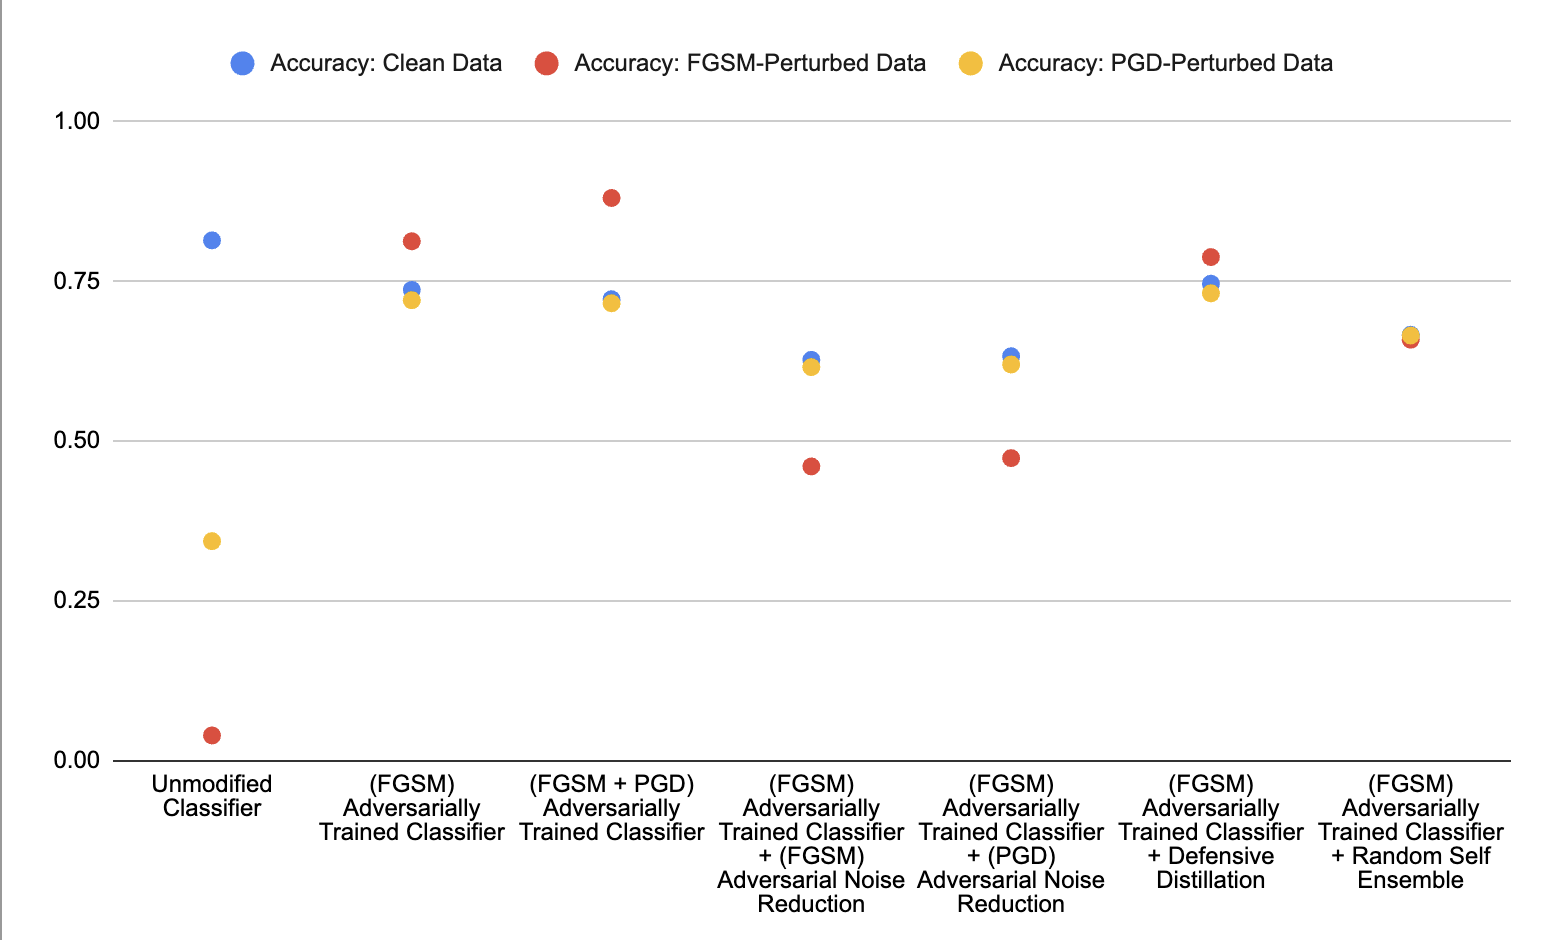 Accuracy: Clean Data Accuracy: FGSM-Perturbed Data Accuracy: PGD-Perturbed Data
1.00
0.75
0.50
0.25
0.00
Unmodified
Classifier
(FGSM)
Adversarially
Trained Classifier
(FGSM + PGD)
Adversarially
Trained Classifier
(FGSM)
Adversarially
Trained Classifier
+ (FGSM)
Adversarial Noise
Reduction
(FGSM)
Adversarially
Trained Classifier
+ (PGD)
Adversarial Noise
Reduction
(FGSM)
Adversarially
Trained Classifier
+ Defensive
Distillation
(FGSM)
Adversarially
Trained Classifier
+ Random Self
Ensemble